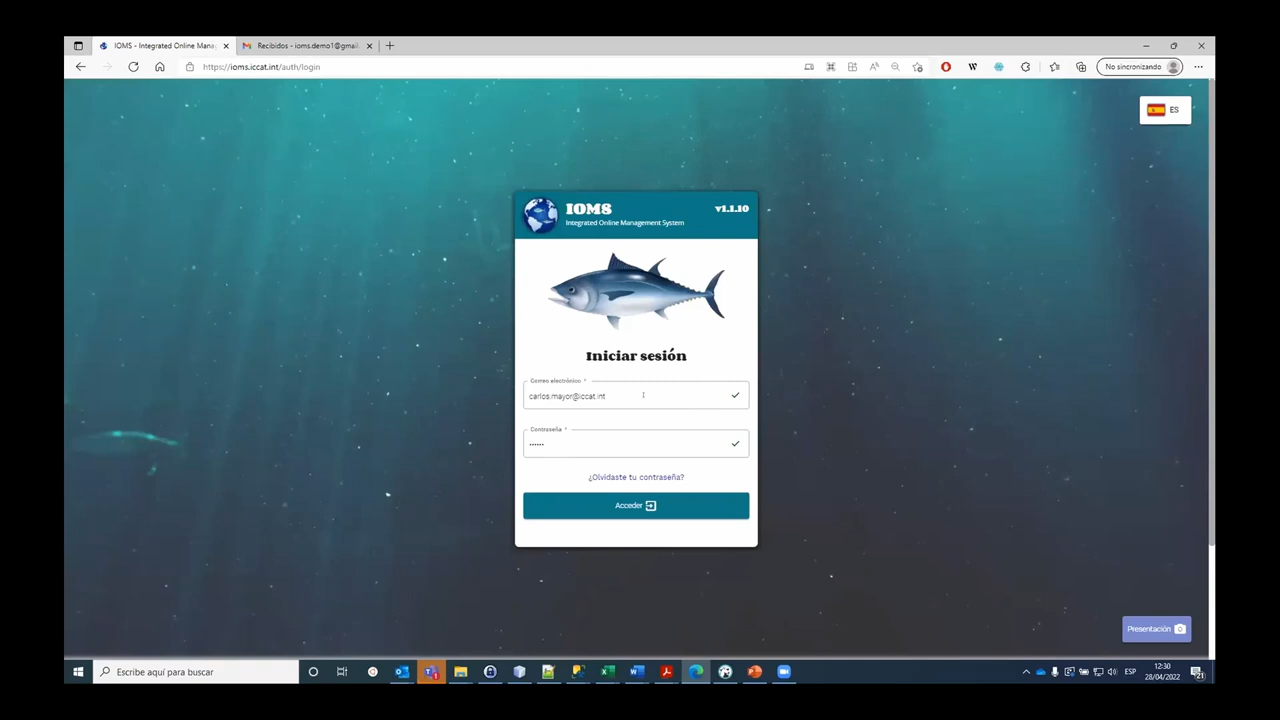 IOMS - Integrated Online Mana
Recibidos - ioms.demo1@gmail.
https://ioms.iccat.int/auth/login
No sincronizando
ES
IOMS
v1.1.10
Integrated Online Management System
Iniciar sesión
Correo electrónico *
carlos.mayor@iccat.int
Contraseña *
······
¿Olvidaste tu contraseña?
Acceder
Presentación
Escribe aquí para buscar
ESP
12:30
28/04/2022
21